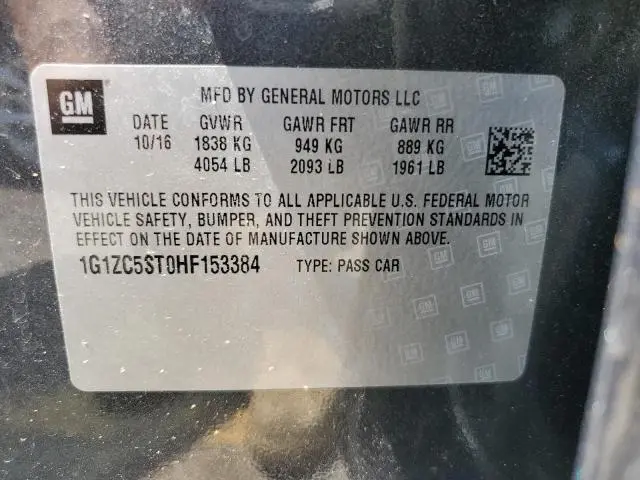 GM MFD BY GENERAL MOTORS LLC
DATE GVWR GAWR FRT GAWR RR
10/16 1838 KG 949 KG 889 KG
4054 LB 2093 LB 1961 LB
THIS VEHICLE CONFORMS TO ALL APPLICABLE U.S. FEDERAL MOTOR
VEHICLE SAFETY, BUMPER, AND THEFT PREVENTION STANDARDS IN
EFFECT ON THE DATE OF MANUFACTURE SHOWN ABOVE.
1G1ZC5ST0HF153384 TYPE: PASS CAR